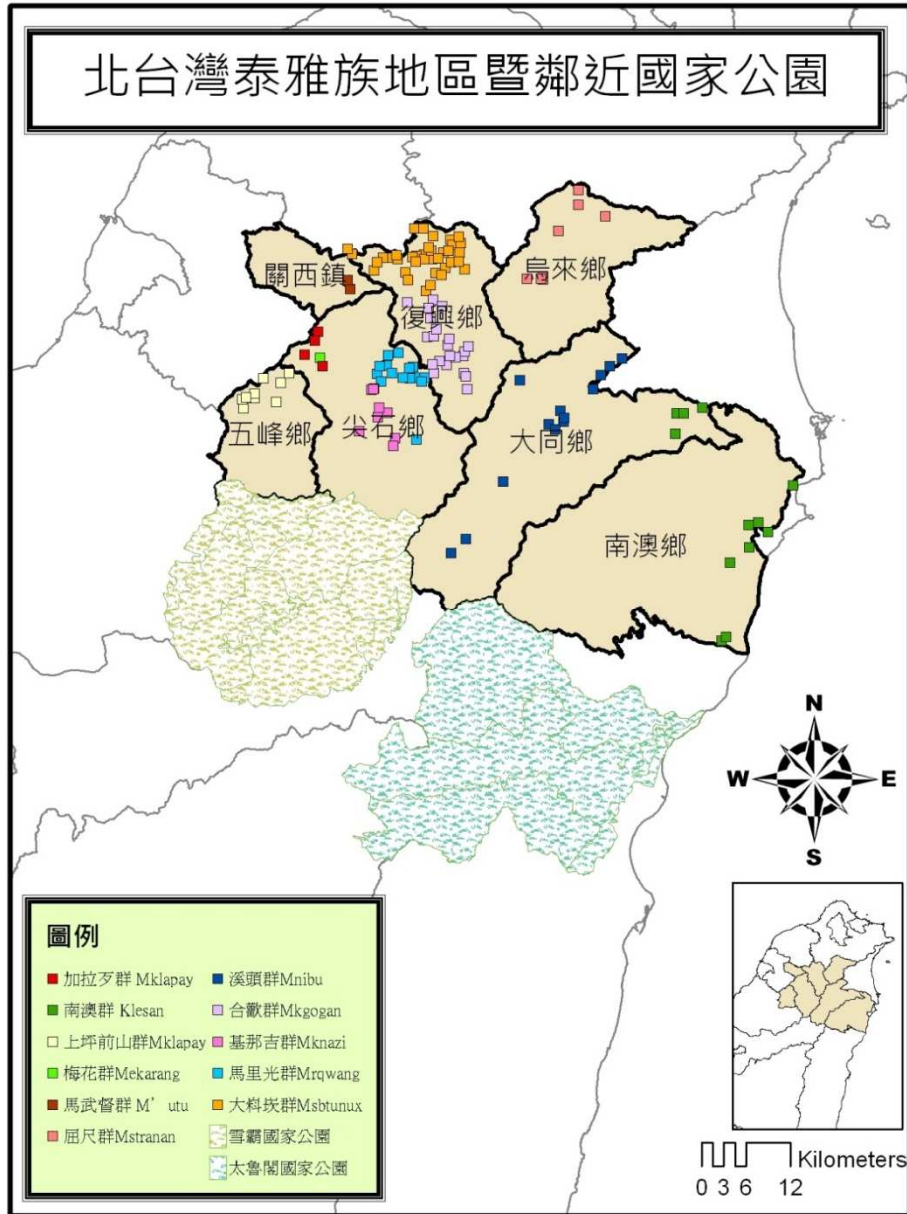 北台灣泰雅族地區暨鄰近國家公園
烏來鄉
關西鎮
復興鄉
五峰鄉
尖石鄉
大同鄉
南澳鄉
N
W
E
S
圖例
加拉歹群 Mklapay
溪頭群Mnibu
南澳群 Klesan
合歡群Mkgogan
上坪前山群Mklapay
基那吉群Mknazi
梅花群Mekarang
馬里光群Mrqwang
馬武督群 M’utu
大料崁群Msbtunux
屈尺群Mstranan
雪霸國家公園
太魯閣國家公園
Kilometers
0 3 6 12